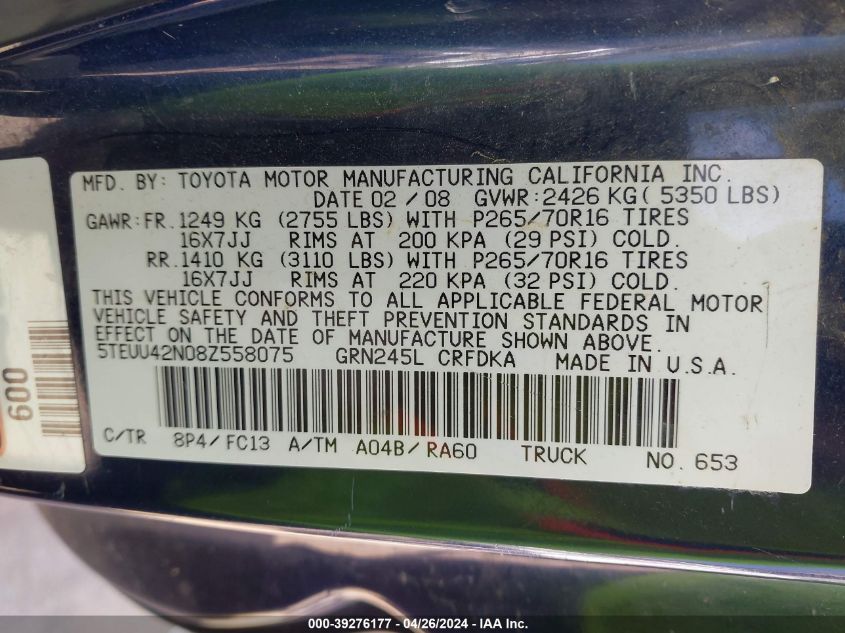 MFD. BY: TOYOTA MOTOR MANUFACTURING CALIFORNIA INC.
DATE 02 / 08 GVWR:2426 KG( 5350 LBS)
GAWR:FR.1249 KG (2755 LBS) WITH P265/70R16 TIRES
16X7JJ RIMS AT 200 KPA (29 PSI) COLD.
RR.1410 KG (3110 LBS) WITH P265/70R16 TIRES
16X7JJ RIMS AT 220 KPA (32 PSI) COLD.
THIS VEHICLE CONFORMS TO ALL APPLICABLE FEDERAL MOTOR
VEHICLE SAFETY AND THEFT PREVENTION STANDARDS IN
EFFECT ON THE DATE OF MANUFACTURE SHOWN ABOVE.
5TEUU42N08Z558075 GRN245L CRFDKA MADE IN U.S.A.
C/TR 8P4/FC13 A/TM A04B/RA60 TRUCK NO. 653
600
000-39276177 - 04/26/2024 - IAA Inc.